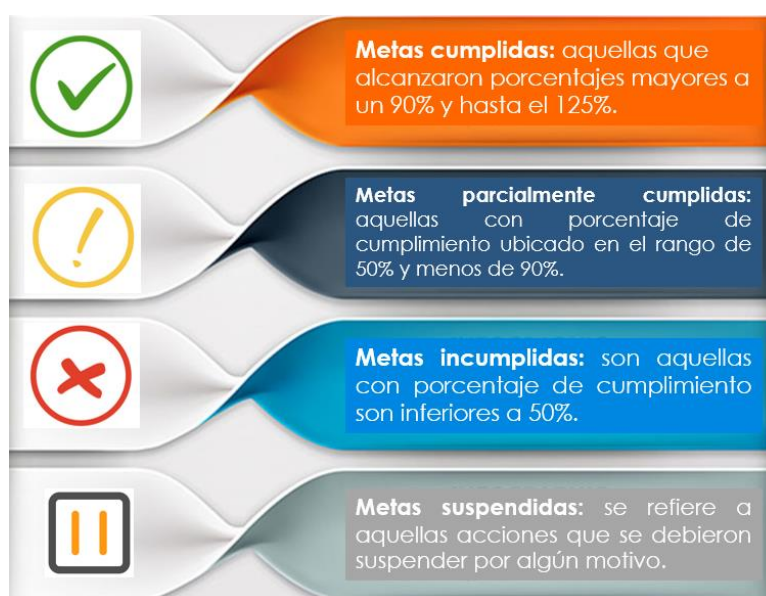 Metas cumplidas: aquellas que
alcanzaron porcentajes mayores a
un 90% y hasta el 125%.
Metas parcialmente cumplidas:
aquellas con porcentaje de
cumplimiento ubicado en el rango de
50% y menos de 90%.
Metas incumplidas: son aquellas
con porcentaje de cumplimiento
son inferiores a 50%.
Metas suspendidas: se refiere a
aquellas acciones que se debieron
suspender por algún motivo.